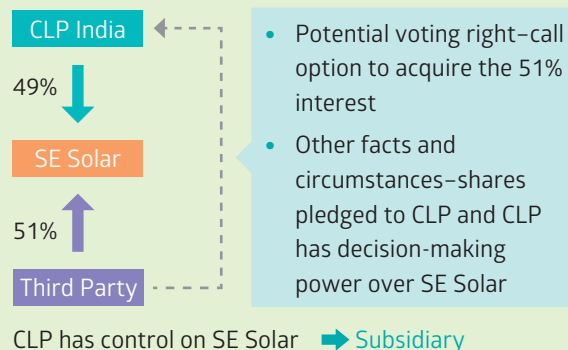 CLP India
49%
SE Solar
51%
Third Party
• Potential voting right–call
option to acquire the 51%
interest
• Other facts and
circumstances–shares
pledged to CLP and CLP
has decision-making
power over SE Solar
CLP has control on SE Solar ➡ Subsidiary